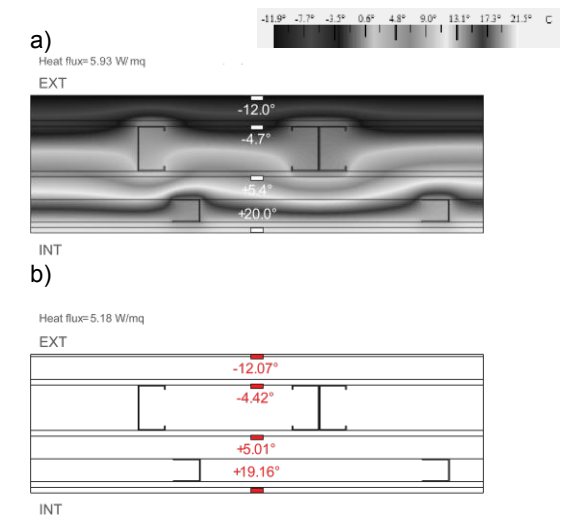 -11.9° -7.7° -3.5° 0.6° 4.8° 9.0° 13.1° 17.3° 21.5° C
a)
Heat flux=5.93 W/mq
EXT
-12.0°
-4.7°
+5.4°
+20.0°
INT
b)
Heat flux=5.18 W/mq
EXT
-12.07°
-4.42°
+5.01°
+19.16°
INT